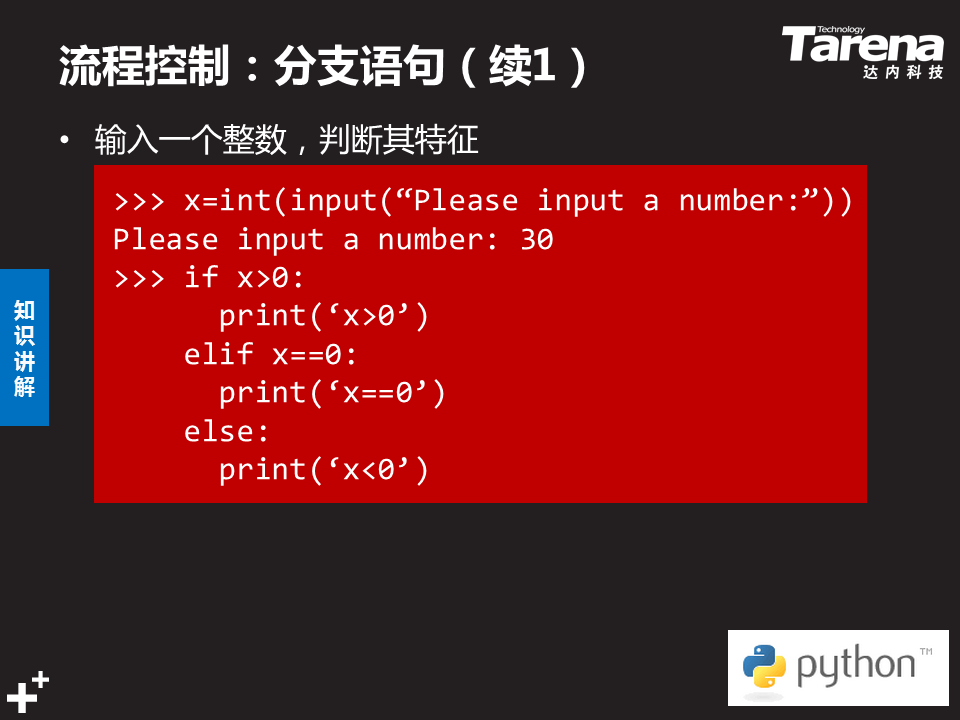 流程控制：分支语句（续1）
Technology
Tarena
达内科技
• 输入一个整数，判断其特征
>>> x=int(input(“Please input a number:”))
Please input a number: 30
>>> if x>0:
      print(‘x>0’)
    elif x==0:
      print(‘x==0’)
    else:
      print(‘x<0’)
知识讲解
python™